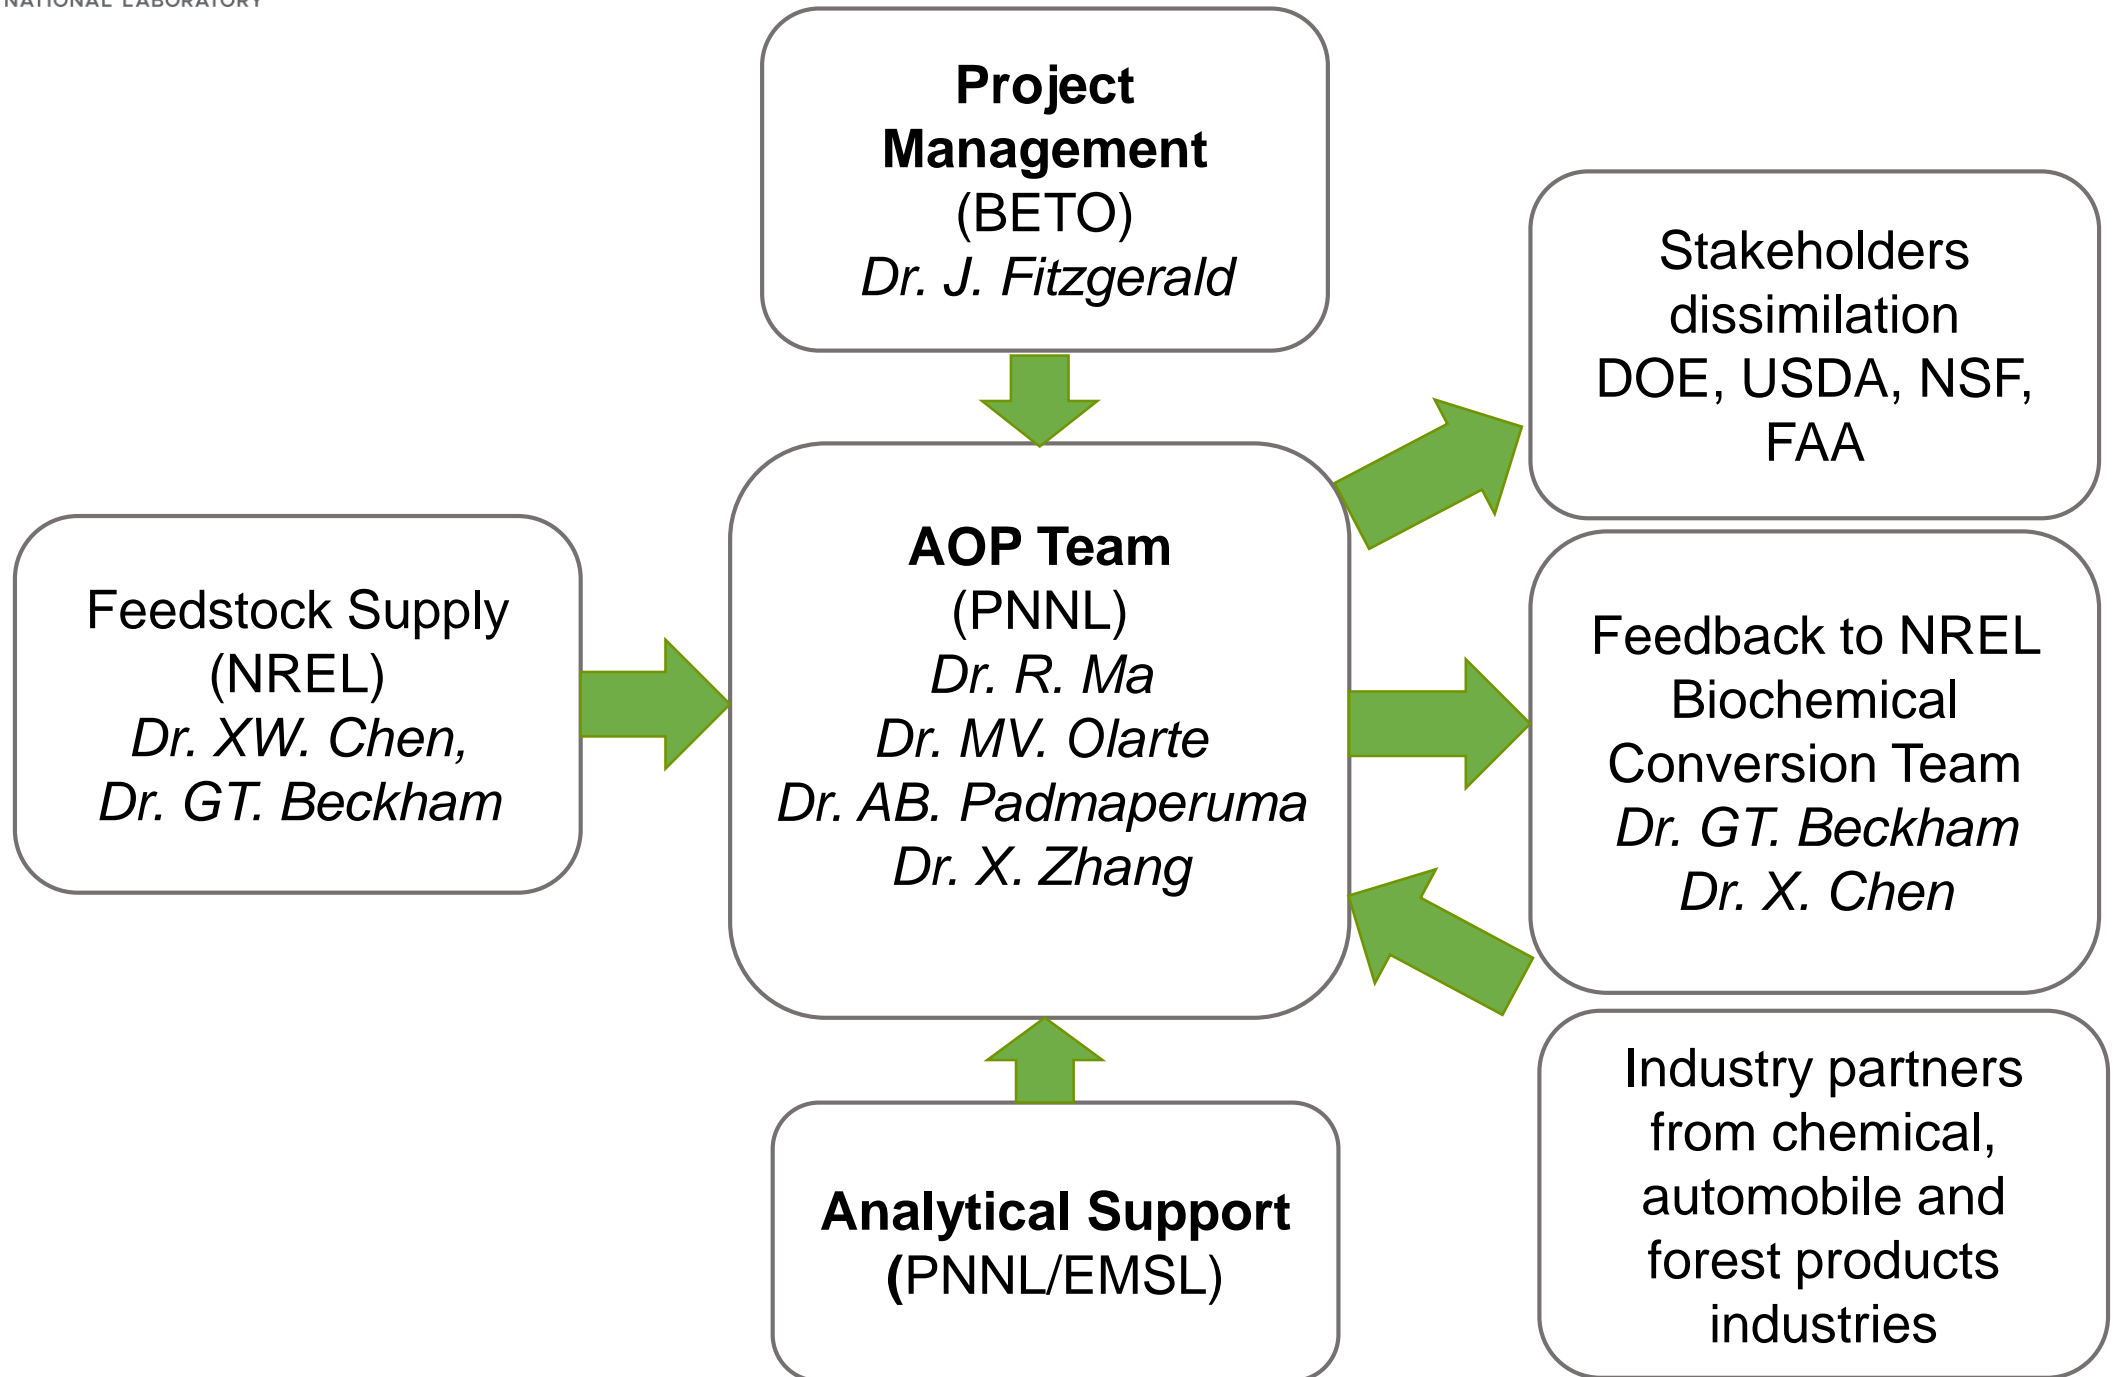 NATIONAL LABORATORY
Project
Management
(BETO)
Dr. J. Fitzgerald
Stakeholders
dissimilation
DOE, USDA, NSF,
FAA
Feedstock Supply
(NREL)
Dr. XW. Chen,
Dr. GT. Beckham
AOP Team
(PNNL)
Dr. R. Ma
Dr. MV. Olarte
Dr. AB. Padmaperuma
Dr. X. Zhang
Feedback to NREL
Biochemical
Conversion Team
Dr. GT. Beckham
Dr. X. Chen
Analytical Support
(PNNL/EMSL)
Industry partners
from chemical,
automobile and
forest products
industries